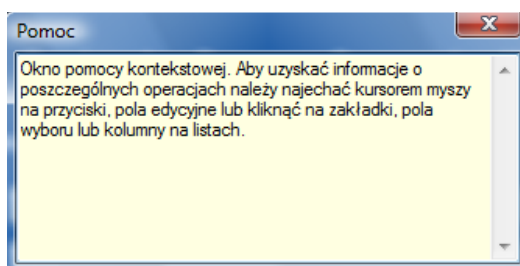 Pomoc
Okno pomocy kontekstowej. Aby uzyskać informacje o
poszczególnych operacjach należy najechać kursorem myszy
na przyciski, pola edycyjne lub kliknąć na zakładki, pola
wyboru lub kolumny na listach.